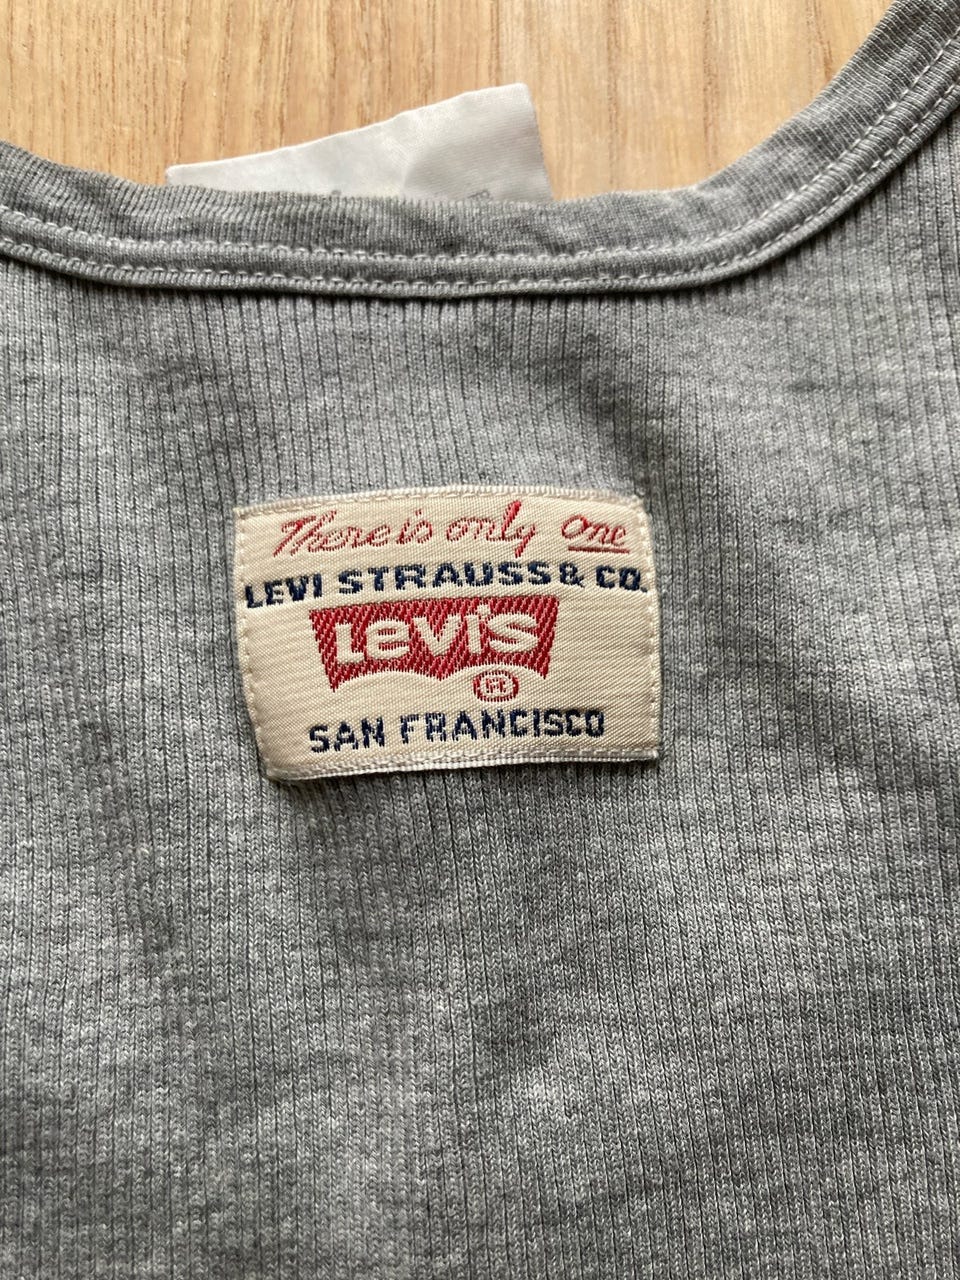 There is only One
LEVI STRAUSS & CO.
Levi's
®
SAN FRANCISCO